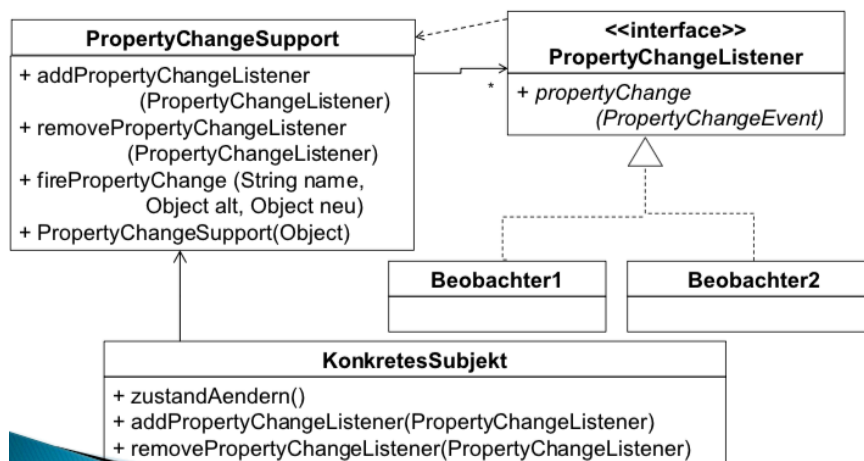 PropertyChangeSupport
+ addPropertyChangeListener
(PropertyChangeListener)
+ removePropertyChangeListener
(PropertyChangeListener)
+ firePropertyChange (String name,
Object alt, Object neu)
+ PropertyChangeSupport(Object)
*
<<interface>>
PropertyChangeListener
+ propertyChange
(PropertyChangeEvent)
Beobachter1
Beobachter2
KonkretesSubjekt
+ zustandAendern()
+ addPropertyChangeListener(PropertyChangeListener)
+ removePropertyChangeListener(PropertyChangeListener)